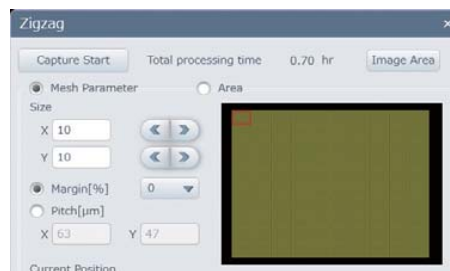 Zigzag ×
Capture Start Total processing time 0.70 hr Image Area
Mesh Parameter Area
Size
X 10
Y 10
Margin[%] 0
Pitch[µm]
X 63 Y 47
Current Position